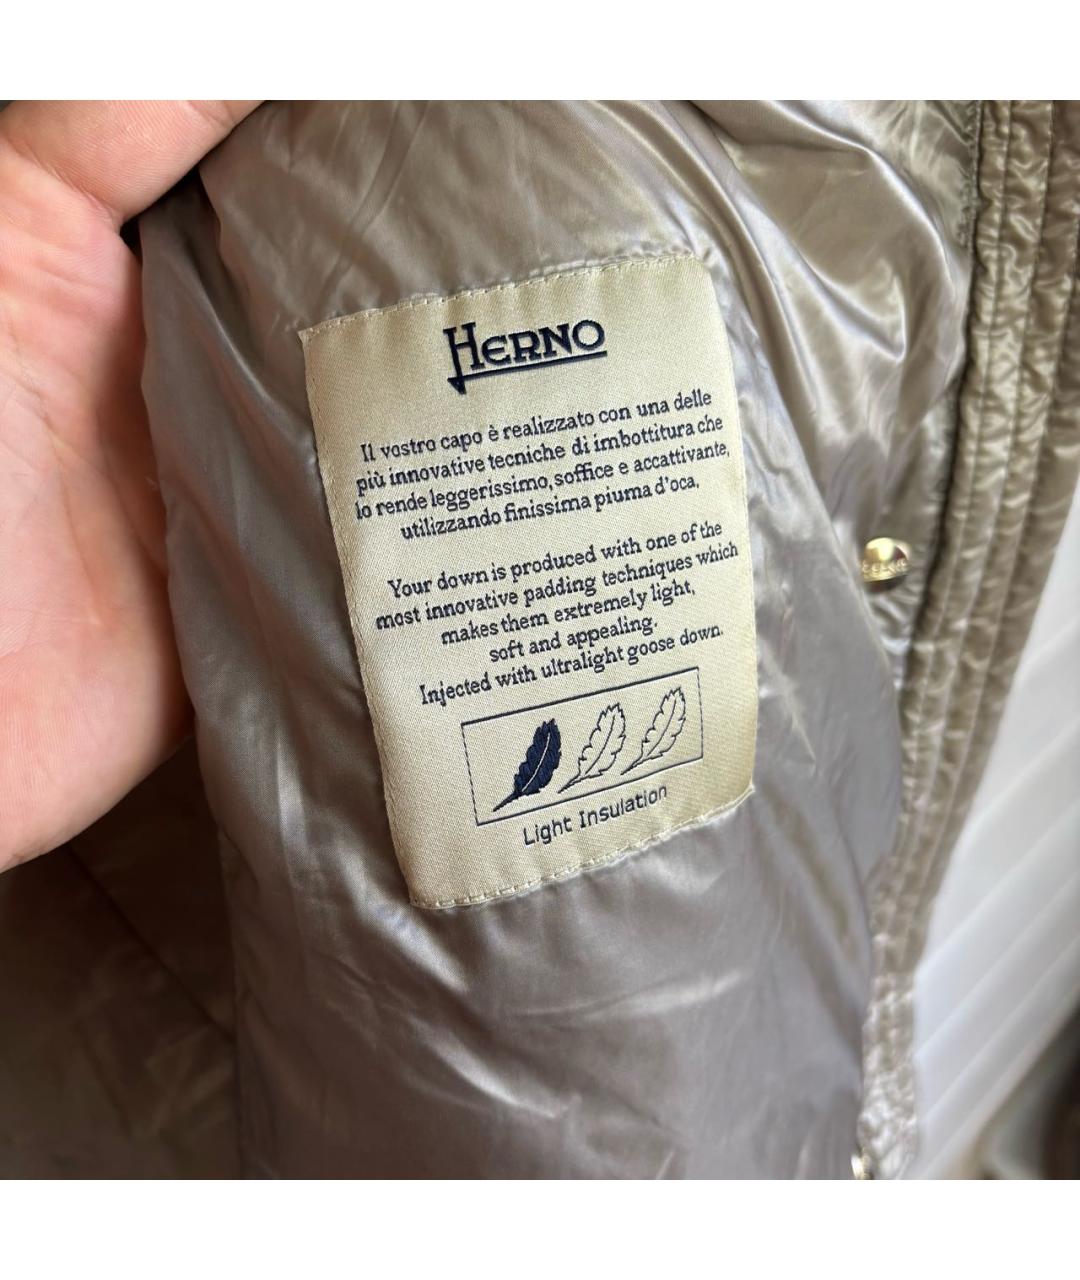 HERNO
Il vostro capo è realizzato con una delle
più innovative tecniche di imbottitura che
lo rende leggerissimo, soffice e accattivante,
utilizzando finissima piuma d'oca.
Your down is produced with one of the
most innovative padding techniques which
makes them extremely light,
soft and appealing.
Injected with ultralight goose down.
Light Insulation